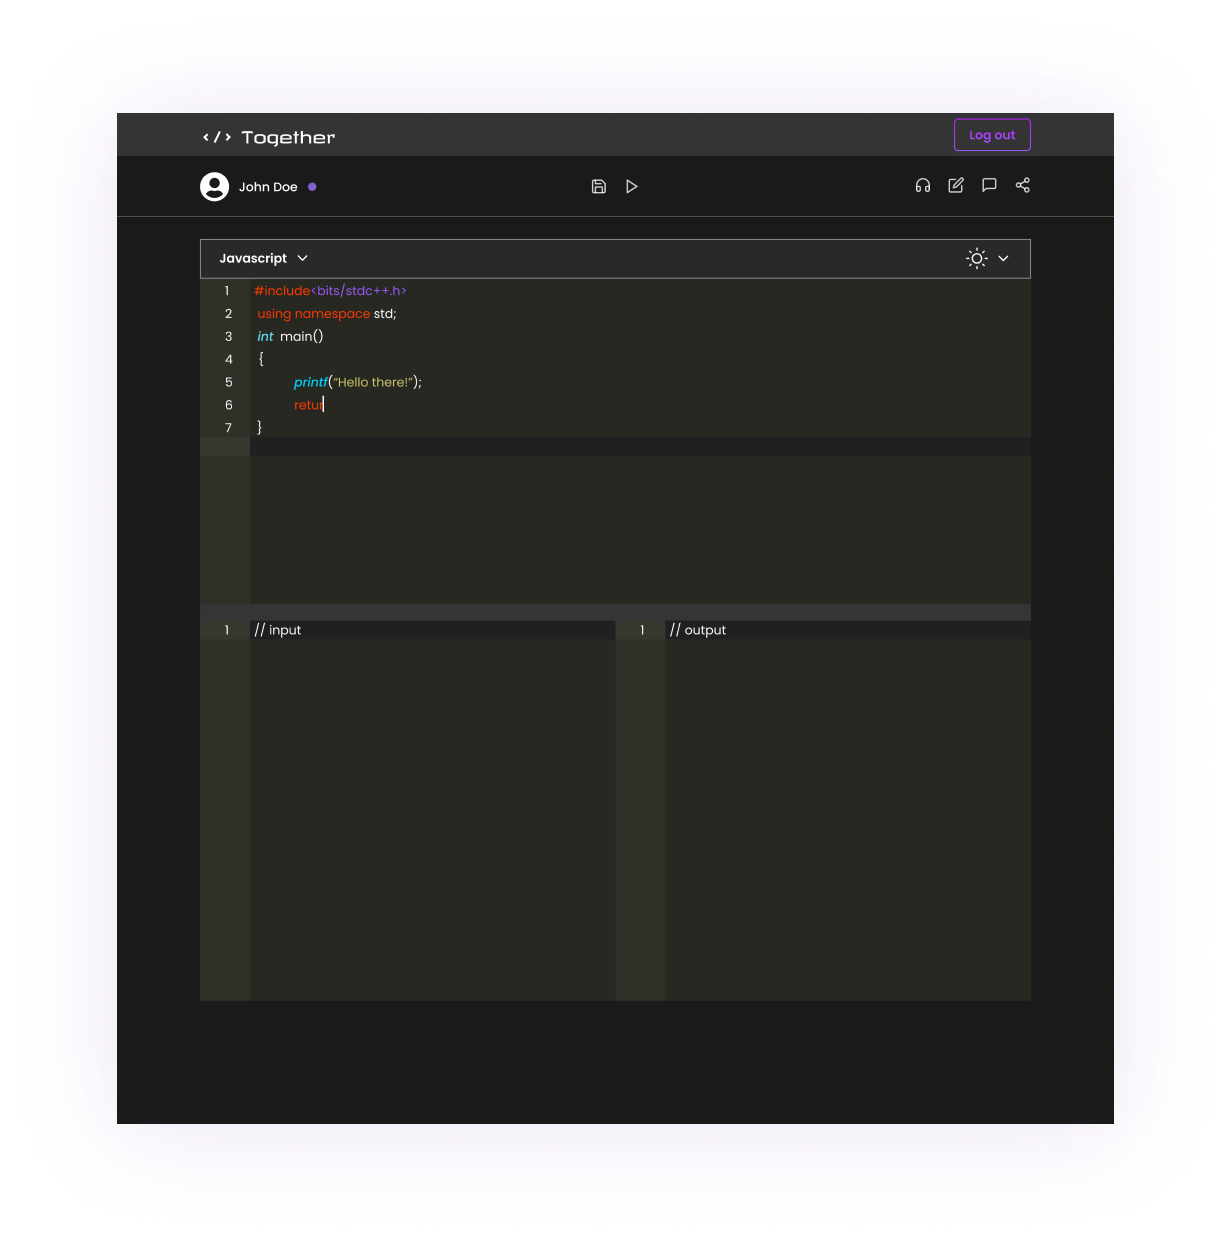 </> Together
Log out
John Doe
Javascript
1 #include<bits/stdc++.h>
2 using namespace std;
3 int main()
4 {
5 printf(“Hello there!”);
6 retur
7 }
1 // input
1 // output